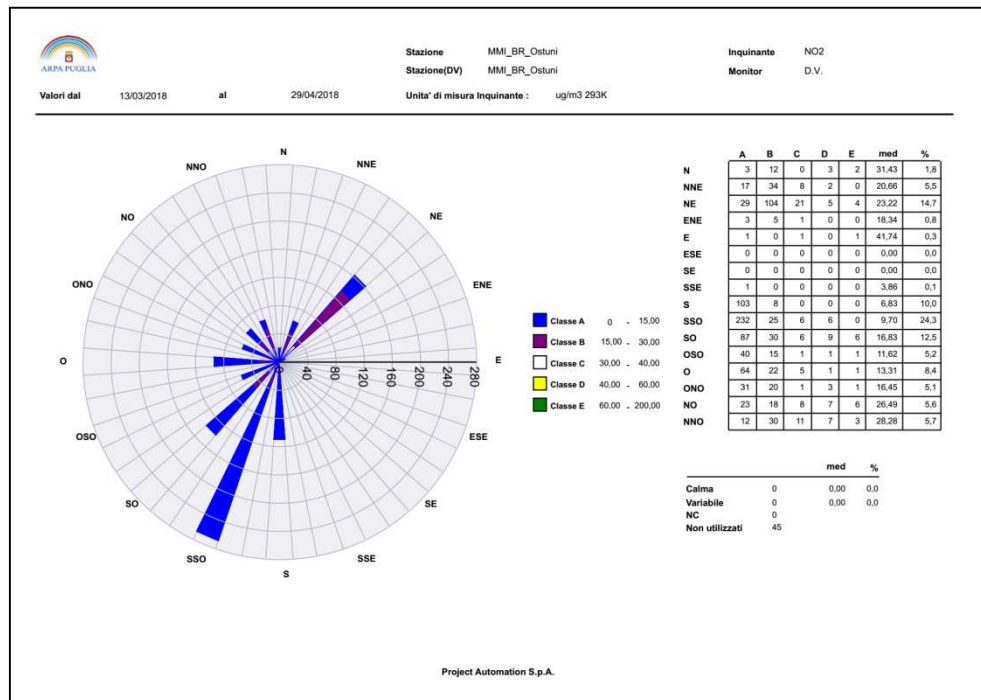 ARPA PUGLIA
Stazione MMI_BR_Ostuni Inquinante NO2
Stazione(DV) MMI_BR_Ostuni Monitor D.V.
Valori dal 13/03/2018 al 29/04/2018 Unita' di misura Inquinante : ug/m3 293K
N
NNE
NE
ENE
E
ESE
SE
SSE
S
SSO
SO
OSO
O
ONO
NO
NNO
0 40 80 120 160 200 240 280
Classe A 0 - 15,00
Classe B 15,00 - 30,00
Classe C 30,00 - 40,00
Classe D 40,00 - 60,00
Classe E 60,00 - 200,00
A B C D E med %
N 3 12 0 3 2 31,43 1,8
NNE 17 34 8 2 0 20,66 5,5
NE 29 104 21 5 4 23,22 14,7
ENE 3 5 1 0 0 18,34 0,8
E 1 0 1 0 1 41,74 0,3
ESE 0 0 0 0 0 0,00 0,0
SE 0 0 0 0 0 0,00 0,0
SSE 1 0 0 0 0 3,86 0,1
S 103 8 0 0 0 6,83 10,0
SSO 232 25 6 6 0 9,70 24,3
SO 87 30 6 9 6 16,83 12,5
OSO 40 15 1 1 1 11,62 5,2
O 64 22 5 1 1 13,31 8,4
ONO 31 20 1 3 1 16,45 5,1
NO 23 18 8 7 6 26,49 5,6
NNO 12 30 11 7 3 28,28 5,7
med %
Calma 0 0,00 0,0
Variabile 0 0,00 0,0
NC 0
Non utilizzati 45
Project Automation S.p.A.